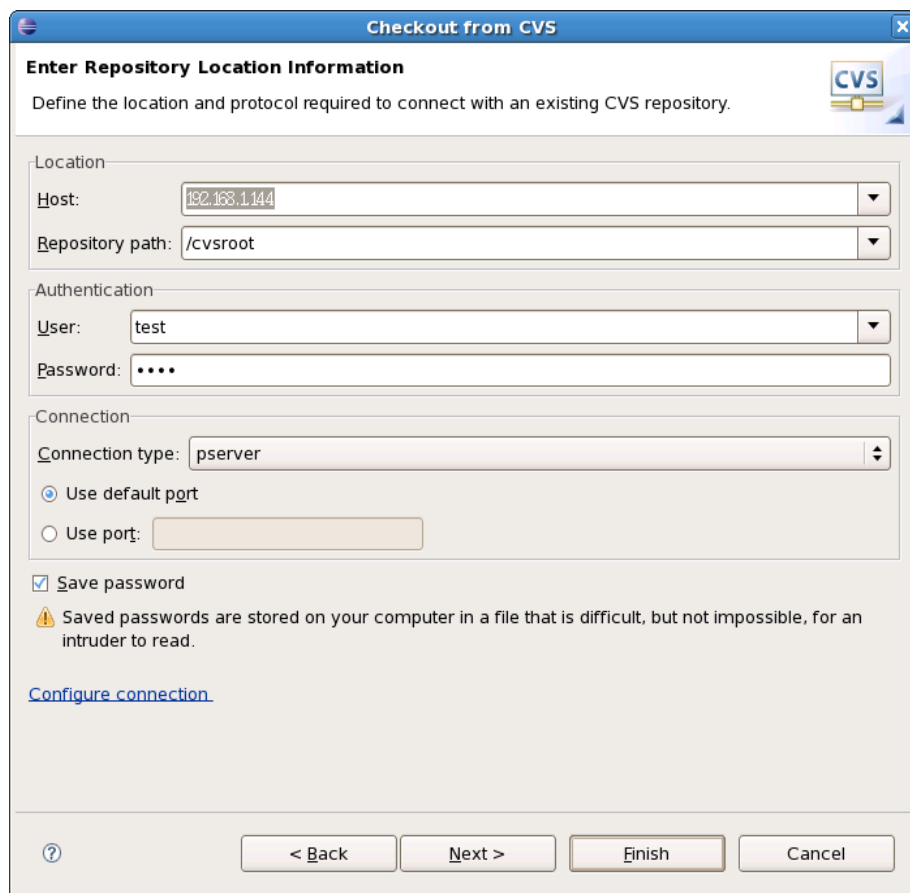 Checkout from CVS
Enter Repository Location Information
Define the location and protocol required to connect with an existing CVS repository.
CVS
Location
Host: 192.168.1.144
Repository path: /cvsroot
Authentication
User: test
Password: ••••
Connection
Connection type: pserver
Use default port
Use port:
Save password
Saved passwords are stored on your computer in a file that is difficult, but not impossible, for an
intruder to read.
Configure connection
< Back Next > Finish Cancel